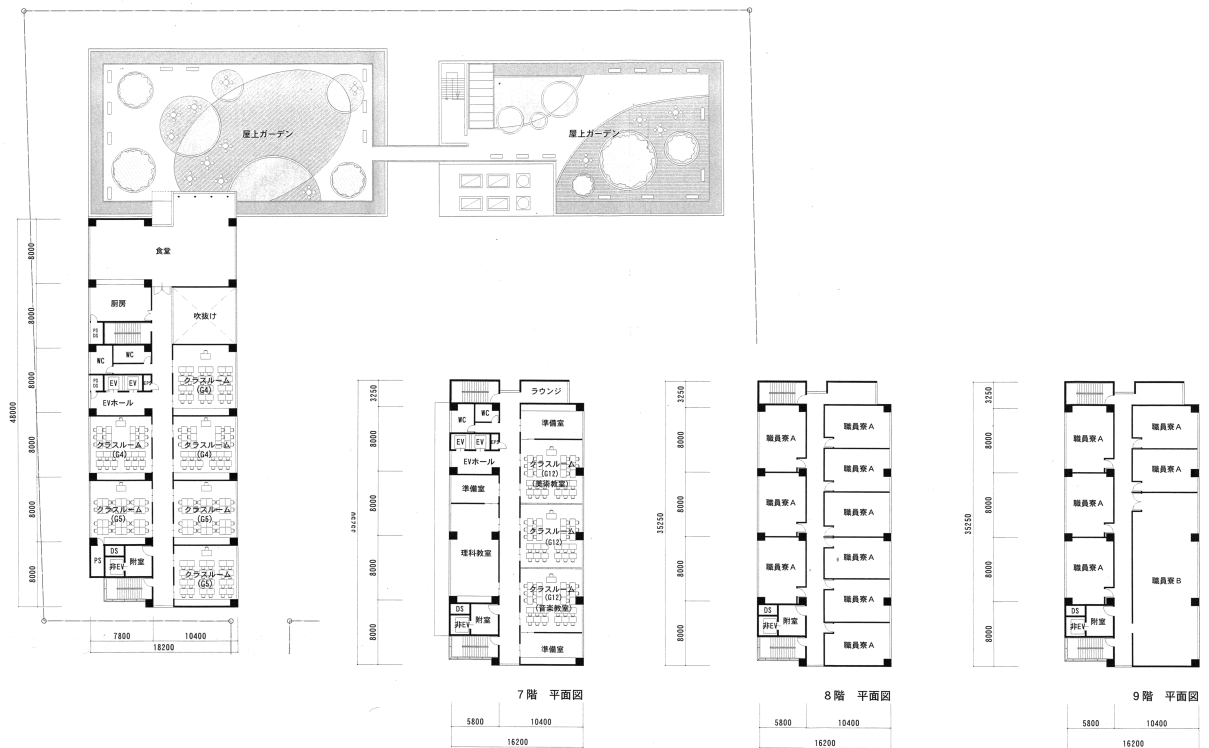 屋上ガーデン
屋上ガーデン
食堂
厨房
吹抜け
PS
DS
WC
WC
PS
DS
EV
EV
EPS
EVホール
クラスルーム
(G4)
クラスルーム
(G4)
クラスルーム
(G4)
クラスルーム
(G5)
クラスルーム
(G5)
クラスルーム
(G5)
PS
DS
非EV
附室
8000
8000
8000
8000
8000
8000
48000
7800
10400
18200
ラウンジ
WC
WC
EV
EV
EPS
EVホール
準備室
準備室
クラスルーム
(G12)
(美術教室)
クラスルーム
(G12)
理科教室
クラスルーム
(G12)
(音楽教室)
DS
非EV
附室
準備室
3250
8000
8000
8000
8000
35250
7階 平面図
5800
10400
16200
職員寮A
職員寮A
職員寮A
職員寮A
職員寮A
職員寮A
職員寮A
職員寮A
職員寮A
DS
非EV
附室
3250
8000
8000
8000
8000
35250
8階 平面図
5800
10400
16200
職員寮A
職員寮A
職員寮A
職員寮A
職員寮A
職員寮B
DS
非EV
附室
3250
8000
8000
8000
8000
35250
9階 平面図
5800
10400
16200